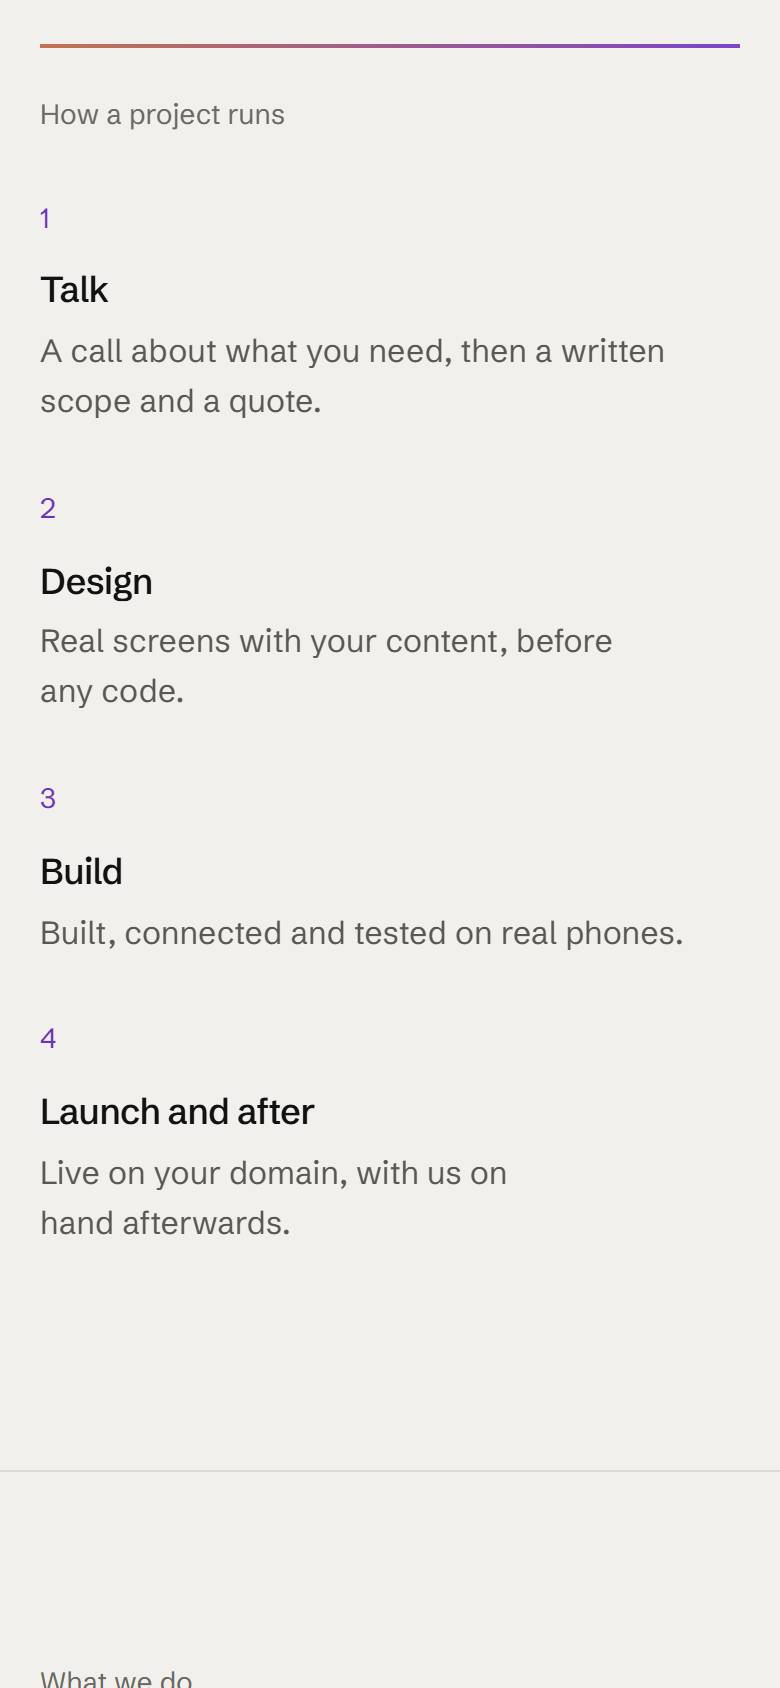 How a project runs
1
Talk
A call about what you need, then a written
scope and a quote.
2
Design
Real screens with your content, before
any code.
3
Build
Built, connected and tested on real phones.
4
Launch and after
Live on your domain, with us on
hand afterwards.
What we do